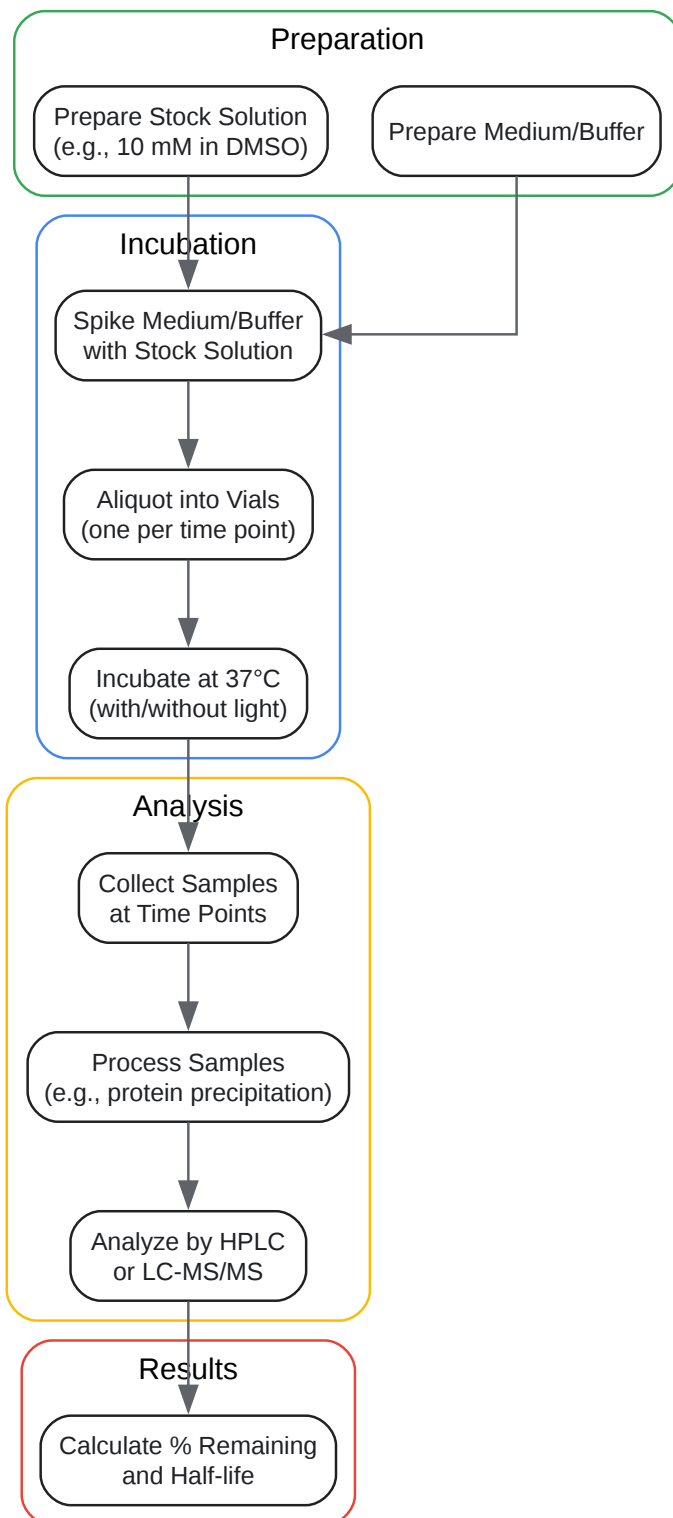 Preparation
Prepare Stock Solution
(e.g., 10 mM in DMSO)
Prepare Medium/Buffer
Incubation
Spike Medium/Buffer
with Stock Solution
Aliquot into Vials
(one per time point)
Incubate at 37°C
(with/without light)
Analysis
Collect Samples
at Time Points
Process Samples
(e.g., protein precipitation)
Analyze by HPLC
or LC-MS/MS
Results
Calculate % Remaining
and Half-life